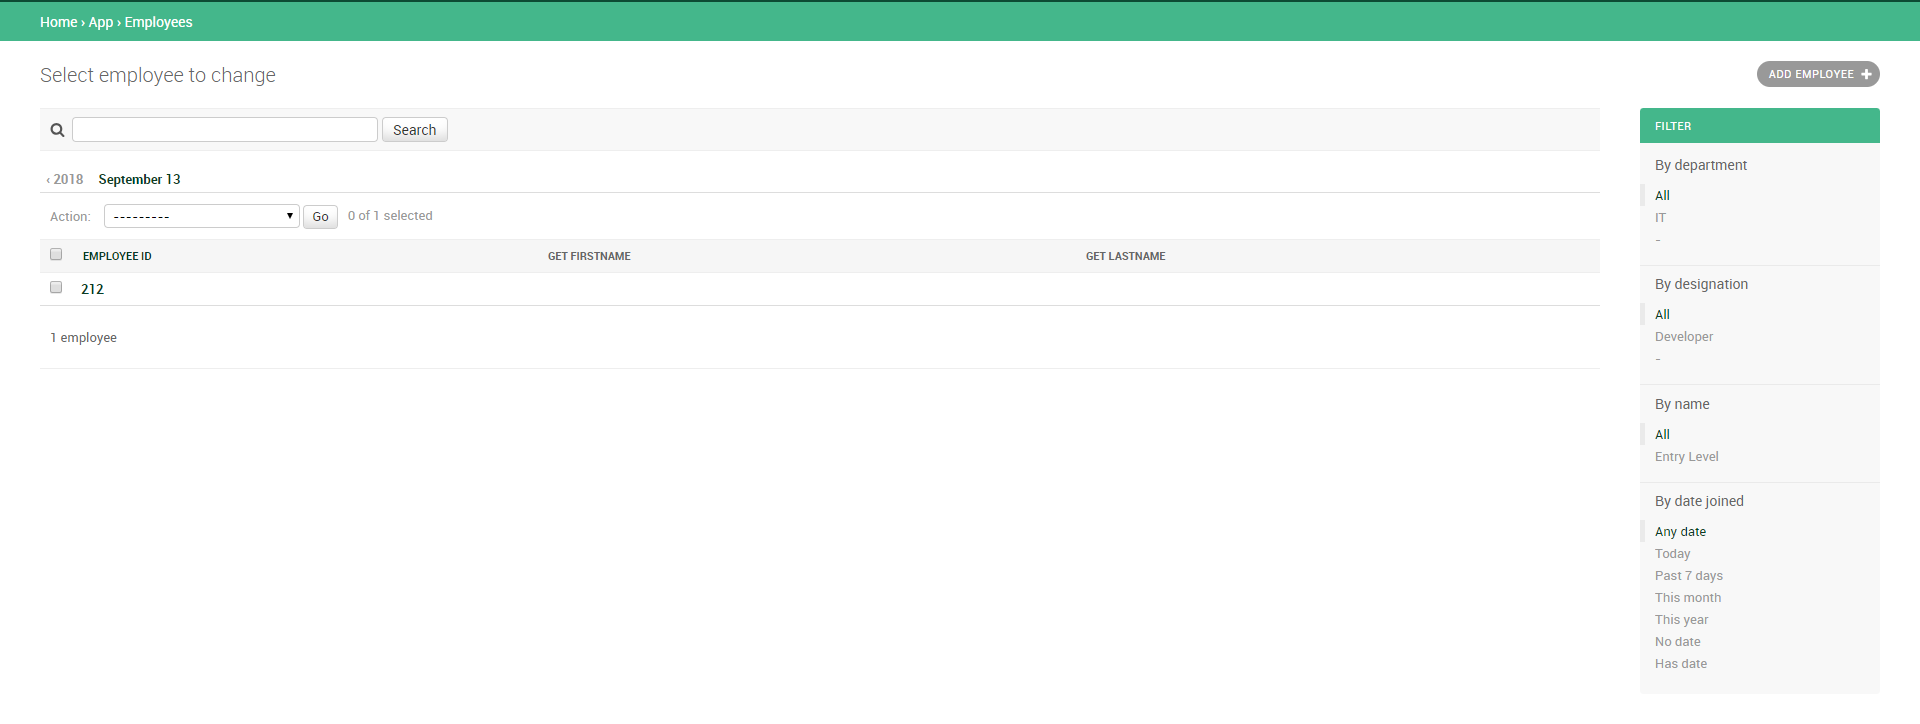 Home › App › Employees
Select employee to change
ADD EMPLOYEE +
Search
‹ 2018 September 13
Action: --------- Go 0 of 1 selected
EMPLOYEE ID GET FIRSTNAME GET LASTNAME
212
1 employee
FILTER
By department
All
IT
-
By designation
All
Developer
-
By name
All
Entry Level
By date joined
Any date
Today
Past 7 days
This month
This year
No date
Has date